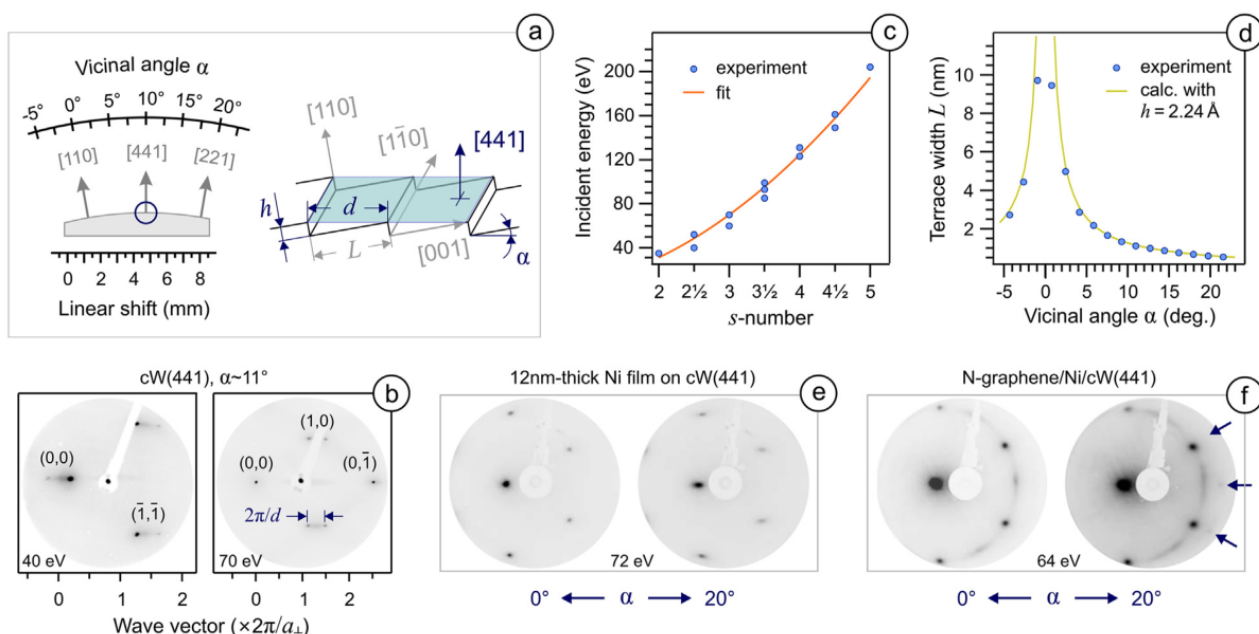 a
Vicinal angle α
-5° 0° 5° 10° 15° 20°
[110] [441] [221]
0 2 4 6 8
Linear shift (mm)
[110] [11̄0] [441]
h d
L [001] α
c
Incident energy (eV)
200
160
120
80
40
experiment
fit
2 2½ 3 3½ 4 4½ 5
s-number
d
Terrace width L (nm)
10
8
6
4
2
experiment
calc. with
h = 2.24 Å
-5 0 5 10 15 20
Vicinal angle α (deg.)
cW(441), α~11°
b
(0,0)
(1̄,1̄)
40 eV
(1,0)
(0,0) (0,1̄)
2π/d
70 eV
0 1 2 0 1 2
Wave vector (×2π/a⊥)
12nm-thick Ni film on cW(441)
e
72 eV
0° ← α → 20°
N-graphene/Ni/cW(441)
f
64 eV
0° ← α → 20°